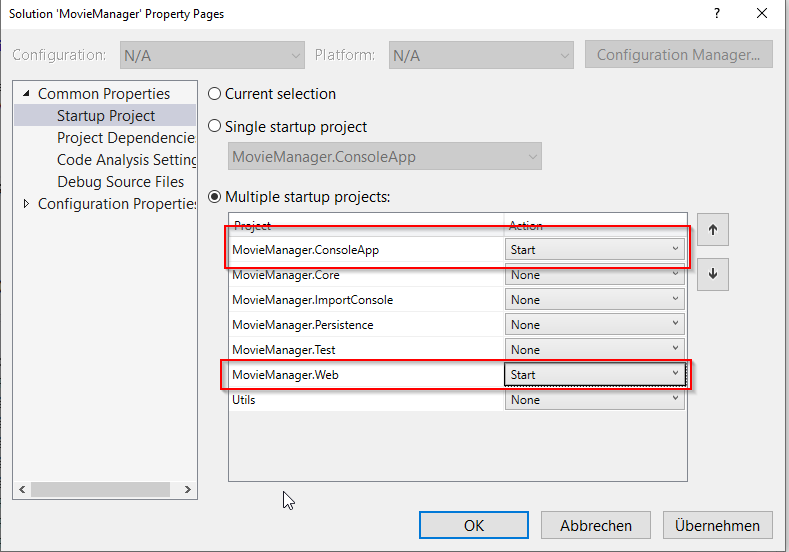 Solution 'MovieManager' Property Pages
?
Configuration: N/A Platform: N/A Configuration Manager...
Common Properties
Startup Project
Project Dependencie
Code Analysis Setting
Debug Source Files
Configuration Properties
Current selection
Single startup project
MovieManager.ConsoleApp
Multiple startup projects:
Project Action
MovieManager.ConsoleApp Start
MovieManager.Core None
MovieManager.ImportConsole None
MovieManager.Persistence None
MovieManager.Test None
MovieManager.Web Start
Utils None
OK Abbrechen Übernehmen